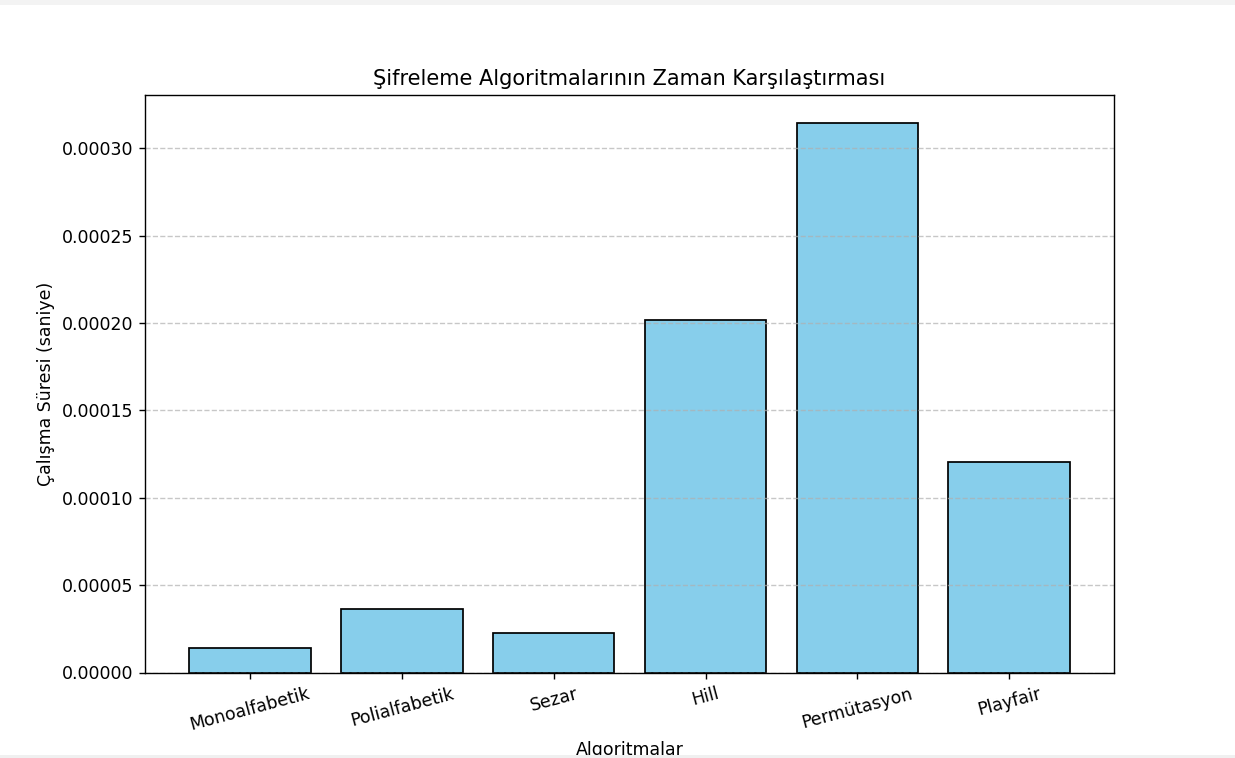 Şifreleme Algoritmalarının Zaman Karşılaştırması
0.00030
0.00025
0.00020
0.00015
0.00010
0.00005
0.00000
Çalışma Süresi (saniye)
Monoalfabetik
Polialfabetik
Sezar
Hill
Permütasyon
Playfair
Algoritmalar